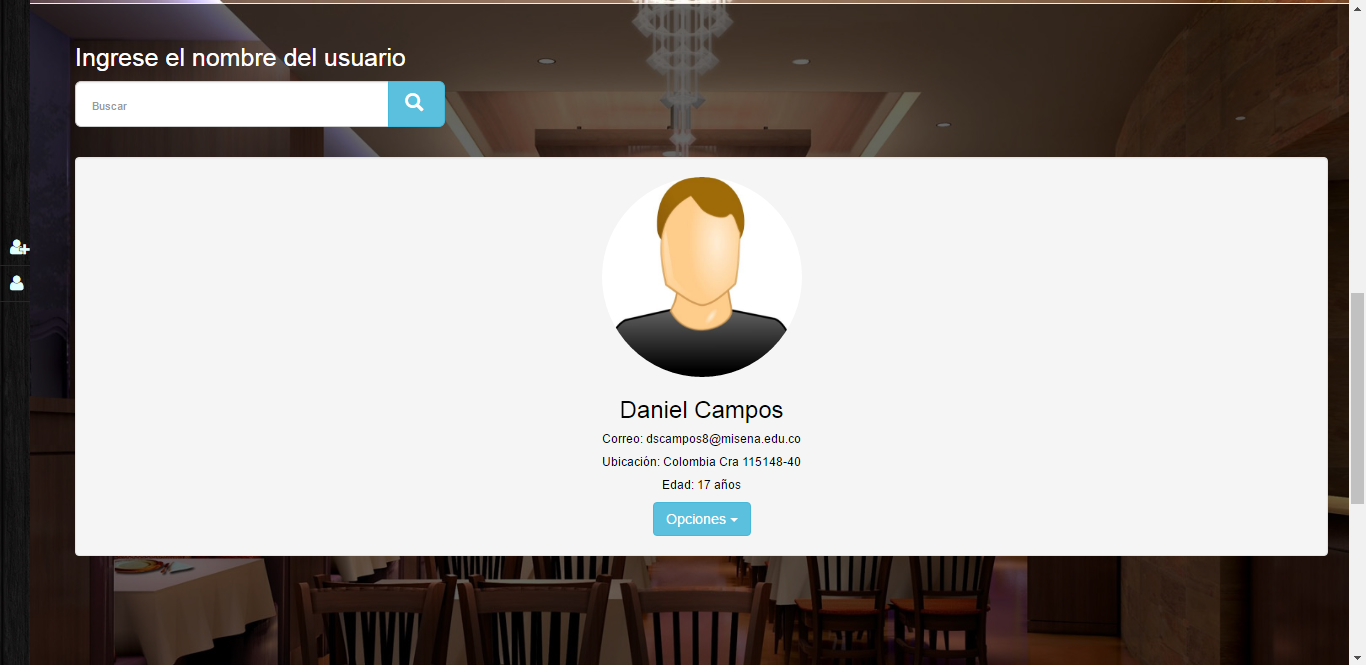 Ingrese el nombre del usuario
Buscar
Daniel Campos
Correo: dscampos8@misena.edu.co
Ubicación: Colombia Cra 115148-40
Edad: 17 años
Opciones